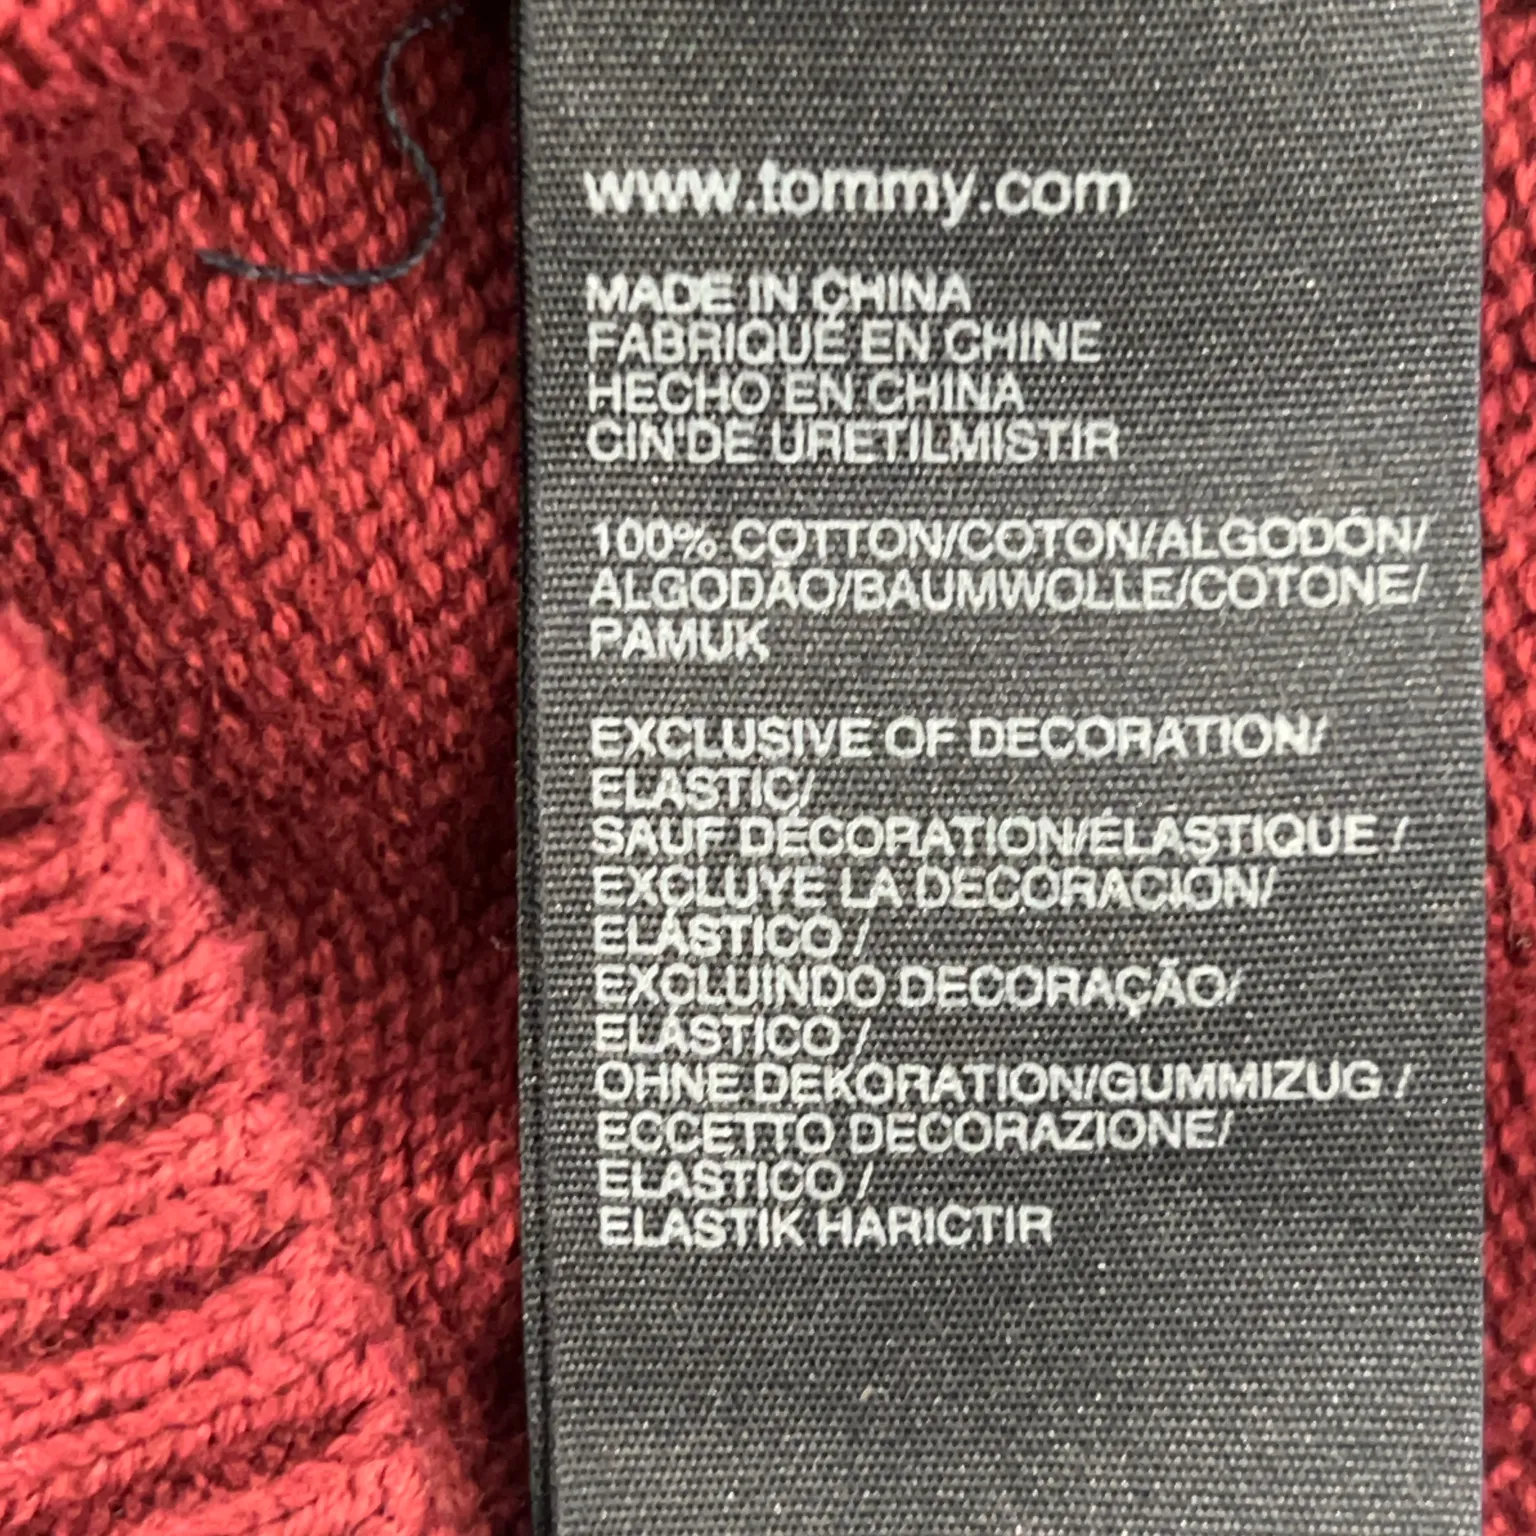 www.tommy.com
MADE IN CHINA
FABRIQUÉ EN CHINE
HECHO EN CHINA
CIN'DE URETILMISTIR
100% COTTON/COTON/ALGODÓN/
ALGODÃO/BAUMWOLLE/COTONE/
PAMUK
EXCLUSIVE OF DECORATION/
ELASTIC/
SAUF DÉCORATION/ÉLASTIQUE /
EXCLUYE LA DECORACIÓN/
ELÁSTICO /
EXCLUINDO DECORAÇÃO/
ELÁSTICO /
OHNE DEKORATION/GUMMIZUG /
ECCETTO DECORAZIONE/
ELASTICO /
ELASTIK HARICTIR